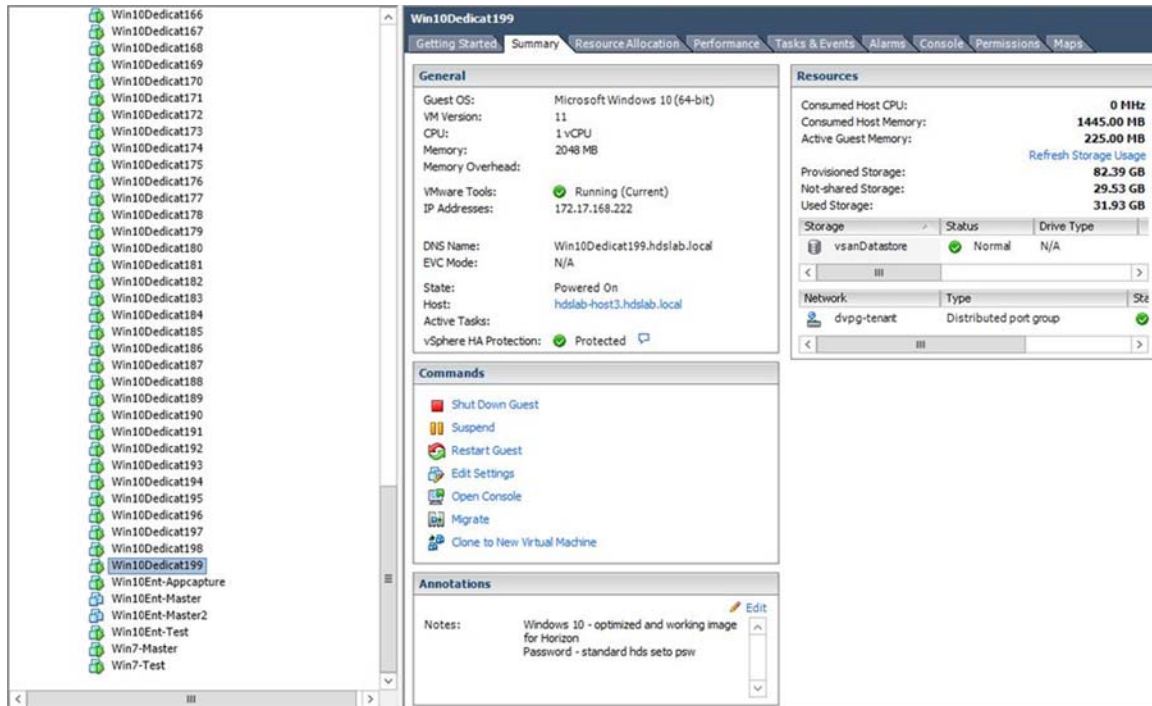 Win10Dedicat166
Win10Dedicat167
Win10Dedicat168
Win10Dedicat169
Win10Dedicat170
Win10Dedicat171
Win10Dedicat172
Win10Dedicat173
Win10Dedicat174
Win10Dedicat175
Win10Dedicat176
Win10Dedicat177
Win10Dedicat178
Win10Dedicat179
Win10Dedicat180
Win10Dedicat181
Win10Dedicat182
Win10Dedicat183
Win10Dedicat184
Win10Dedicat185
Win10Dedicat186
Win10Dedicat187
Win10Dedicat188
Win10Dedicat189
Win10Dedicat190
Win10Dedicat191
Win10Dedicat192
Win10Dedicat193
Win10Dedicat194
Win10Dedicat195
Win10Dedicat196
Win10Dedicat197
Win10Dedicat198
Win10Dedicat199
Win10Ent-Appcapture
Win10Ent-Master
Win10Ent-Master2
Win10Ent-Test
Win7-Master
Win7-Test
Win10Dedicat199
Getting Started Summary Resource Allocation Performance Tasks & Events Alarms Console Permissions Maps
General
Guest OS: Microsoft Windows 10 (64-bit)
VM Version: 11
CPU: 1 vCPU
Memory: 2048 MB
Memory Overhead:
VMware Tools: Running (Current)
IP Addresses: 172.17.168.222
DNS Name: Win10Dedicat199.hdslab.local
EVC Mode: N/A
State: Powered On
Host: hdslab-host3.hdslab.local
Active Tasks:
vSphere HA Protection: Protected
Commands
Shut Down Guest
Suspend
Restart Guest
Edit Settings
Open Console
Migrate
Clone to New Virtual Machine
Annotations
Edit
Notes: Windows 10 - optimized and working image
for Horizon
Password - standard hds seto psw
Resources
Consumed Host CPU: 0 MHz
Consumed Host Memory: 1445.00 MB
Active Guest Memory: 225.00 MB
Refresh Storage Usage
Provisioned Storage: 82.39 GB
Not-shared Storage: 29.53 GB
Used Storage: 31.93 GB
Storage Status Drive Type
vsanDatastore Normal N/A
Network Type Sta
dvpg-tenant Distributed port group